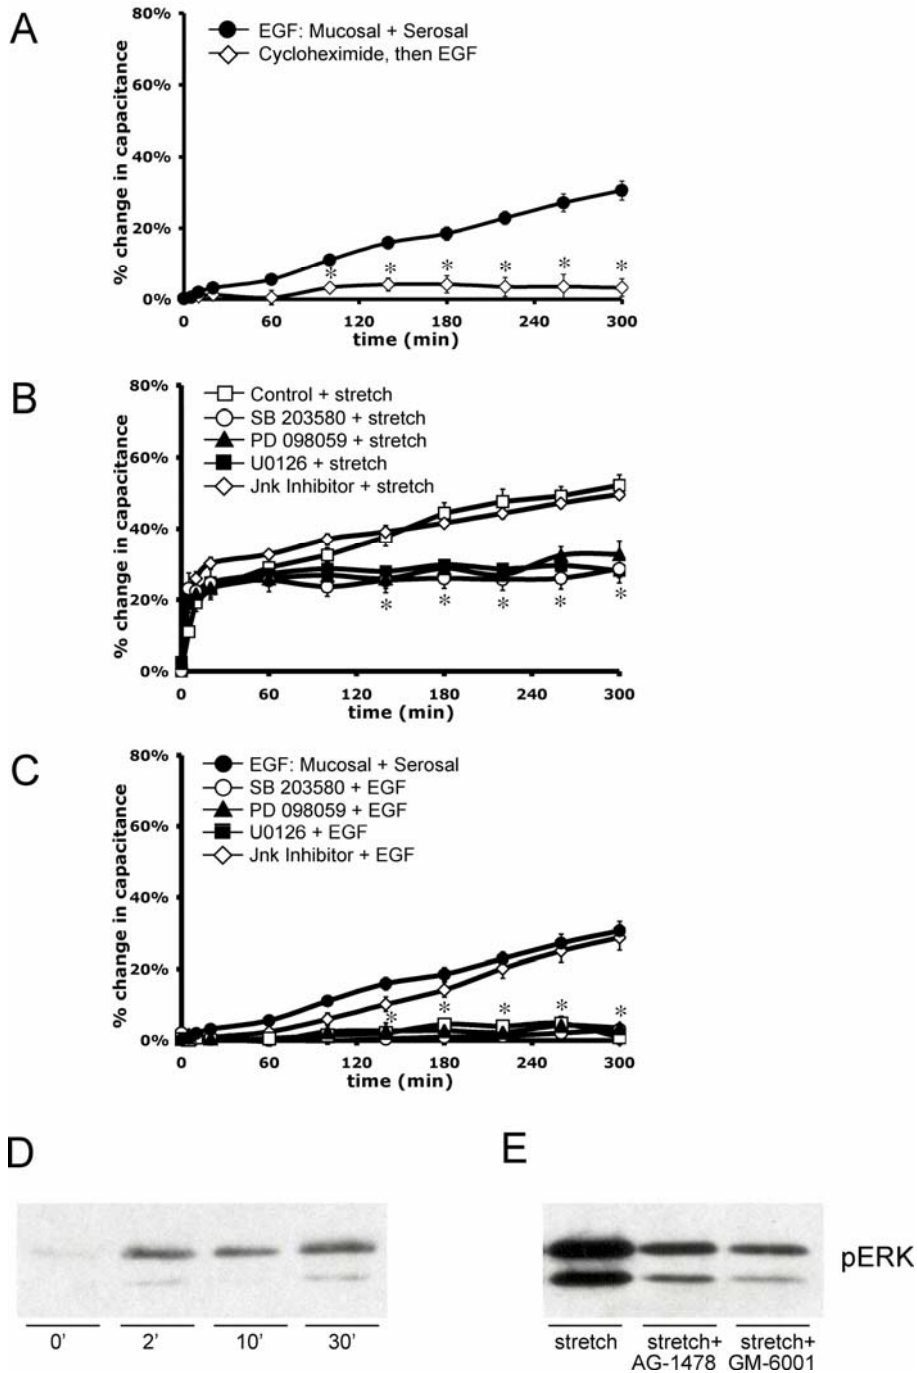 A
% change in capacitance
80%
60%
40%
20%
0%
EGF: Mucosal + Serosal
Cycloheximide, then EGF
* * * * * *
0 60 120 180 240 300
time (min)
B
% change in capacitance
80%
60%
40%
20%
0%
Control + stretch
SB 203580 + stretch
PD 098059 + stretch
U0126 + stretch
Jnk Inhibitor + stretch
* * * * *
0 60 120 180 240 300
time (min)
C
% change in capacitance
80%
60%
40%
20%
0%
EGF: Mucosal + Serosal
SB 203580 + EGF
PD 098059 + EGF
U0126 + EGF
Jnk Inhibitor + EGF
* * * * *
0 60 120 180 240 300
time (min)
D
0' 2' 10' 30'
E
pERK
stretch stretch+ stretch+
AG-1478 GM-6001